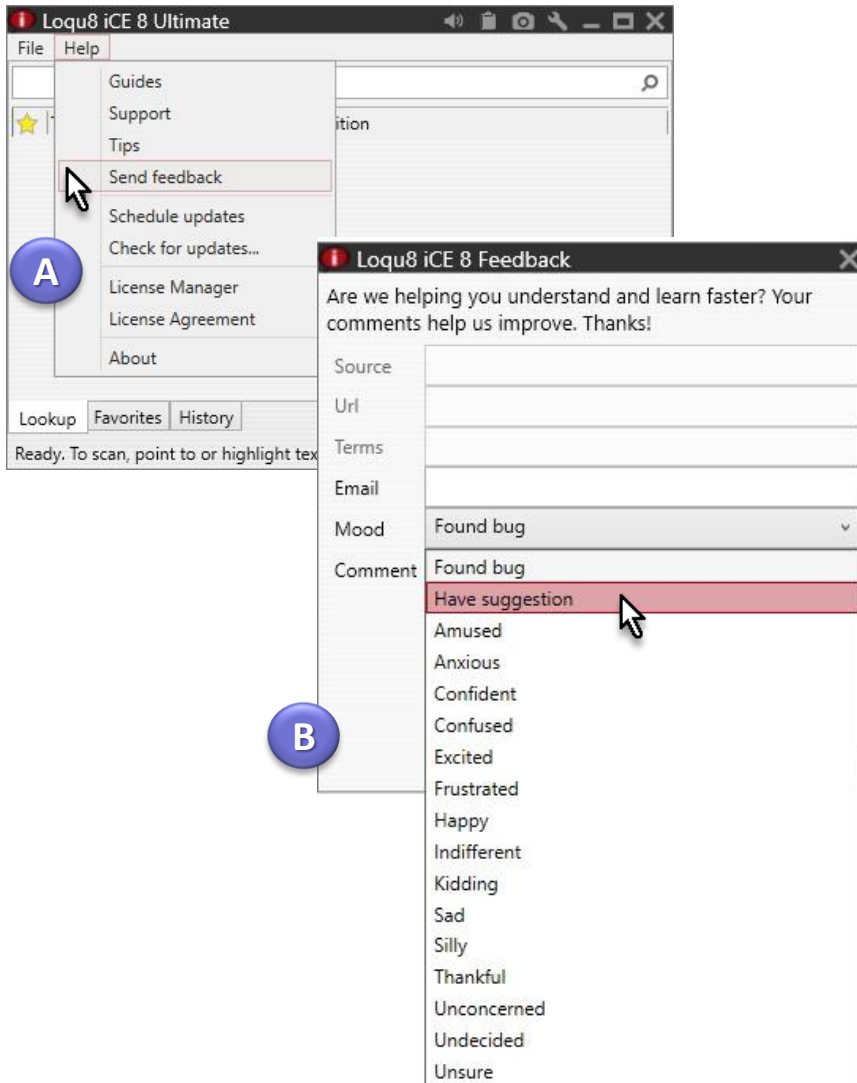 Loqu8 iCE 8 Ultimate
File Help
Guides
Support
Tips
Send feedback
Schedule updates
Check for updates...
License Manager
License Agreement
About
ition
Lookup Favorites History
Ready. To scan, point to or highlight tex
A
Loqu8 iCE 8 Feedback
Are we helping you understand and learn faster? Your
comments help us improve. Thanks!
Source
Url
Terms
Email
Mood Found bug
Comment Found bug
Have suggestion
Amused
Anxious
Confident
Confused
Excited
Frustrated
Happy
Indifferent
Kidding
Sad
Silly
Thankful
Unconcerned
Undecided
Unsure
B